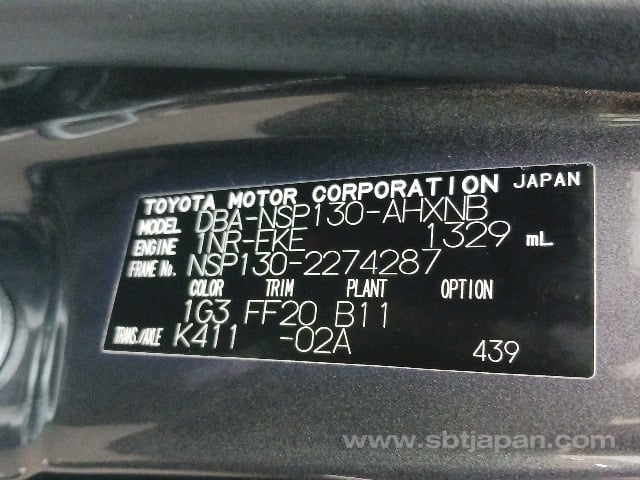 TOYOTA MOTOR CORPORATION JAPAN
MODEL DBA-NSP130-AHXNB
ENGINE 1NR-FKE 1329 mL
FRAME No. NSP130-2274287
COLOR TRIM PLANT OPTION
1G3 FF20 B11
TRANS./AXLE K411 -02A 439
www.sbtjapan.com